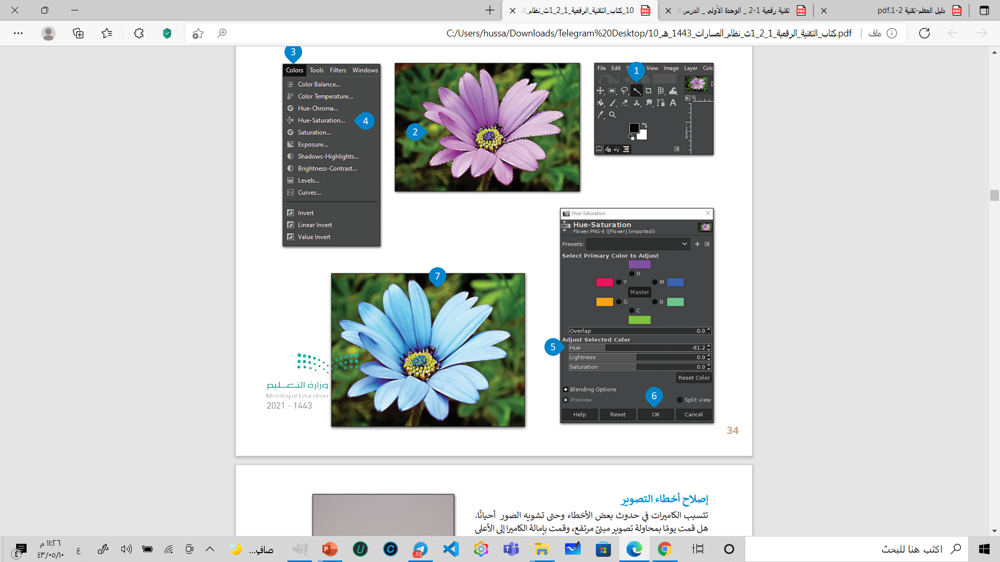 دليل المعلم-تقنية 2-1.pdf
تقنية رقمية 1-2 _ الوحدة الأولى _ الدرس
10_كتاب_التقنية_الرقمية_1_2_1ث_نظام
ملف
C:/Users/hussa/Downloads/Telegram%20Desktop/10_كتاب_التقنية_الرقمية_1_2_1ث_نظام_المسارات_1443_هـ.pdf
1
File Edit S View Image Layer Colo
100
2
3
Colors Tools Filters Windows
Color Balance...
Color Temperature...
Hue-Chroma...
Hue-Saturation...
4
Saturation...
Exposure...
Shadows-Highlights...
Brightness-Contrast...
Levels...
Curves...
Invert
Linear Invert
Value Invert
Hue-Saturation
Hue-Saturation
Flower.PNG-6 ([Flower] (imported))
Presets:
Select Primary Color to Adjust
R
Y M
Master
G B
C
Overlap 0.0
Adjust Selected Color
5
Hue -81.2
Lightness 0.0
Saturation 0.0
Reset Color
Blending Options
Preview Split view
6
Help Reset OK Cancel
7
وزارة التعليم
Ministry of Education
2021 - 1443
34
إصلاح أخطاء التصوير
تتسبب الكاميرات في حدوث بعض الأخطاء وحتى تشويه الصور أحيانًا.
هل قمت يومًا بمحاولة تصوير مبنىً مرتفع، وقمت بإمالة الكاميرا إلى الأعلى
اكتب هنا للبحث
53
صافٍ...
ع
١١:٢٦ م
٤٣/٠٥/١٠
٤